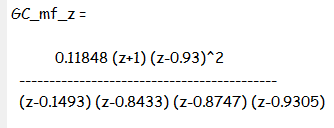 GC_mf_z =
0.11848 (z+1) (z-0.93)^2
-------------------------------------------
(z-0.1493) (z-0.8433) (z-0.8747) (z-0.9305)